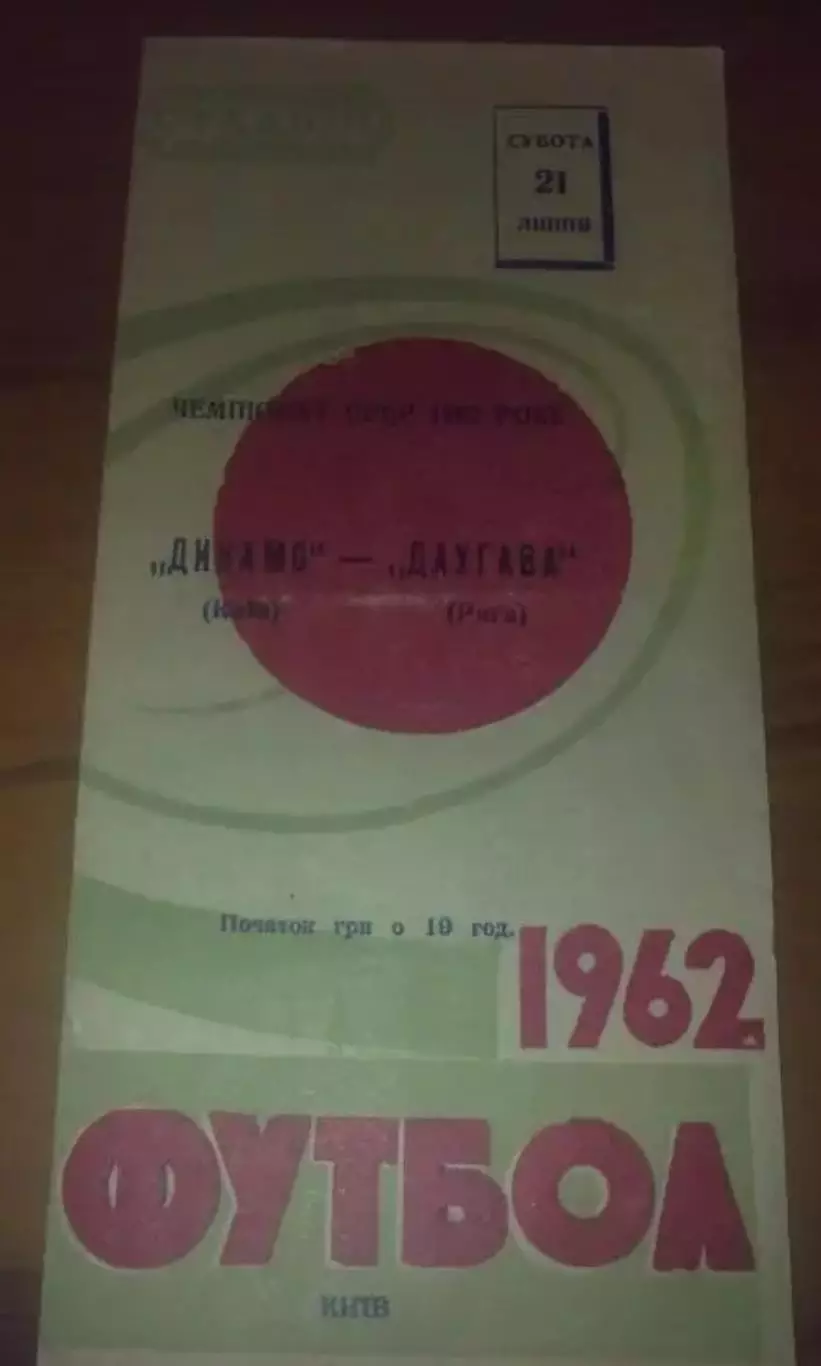 СУБОТА
21
липня
ЧЕМПІОНАТ СРСР 1962 РОКУ
„ДИНАМО“ — „ДАУГАВА“
(Київ) (Рига)
Початок гри о 19 год.
1962
ФУТБОЛ
КИЇВ